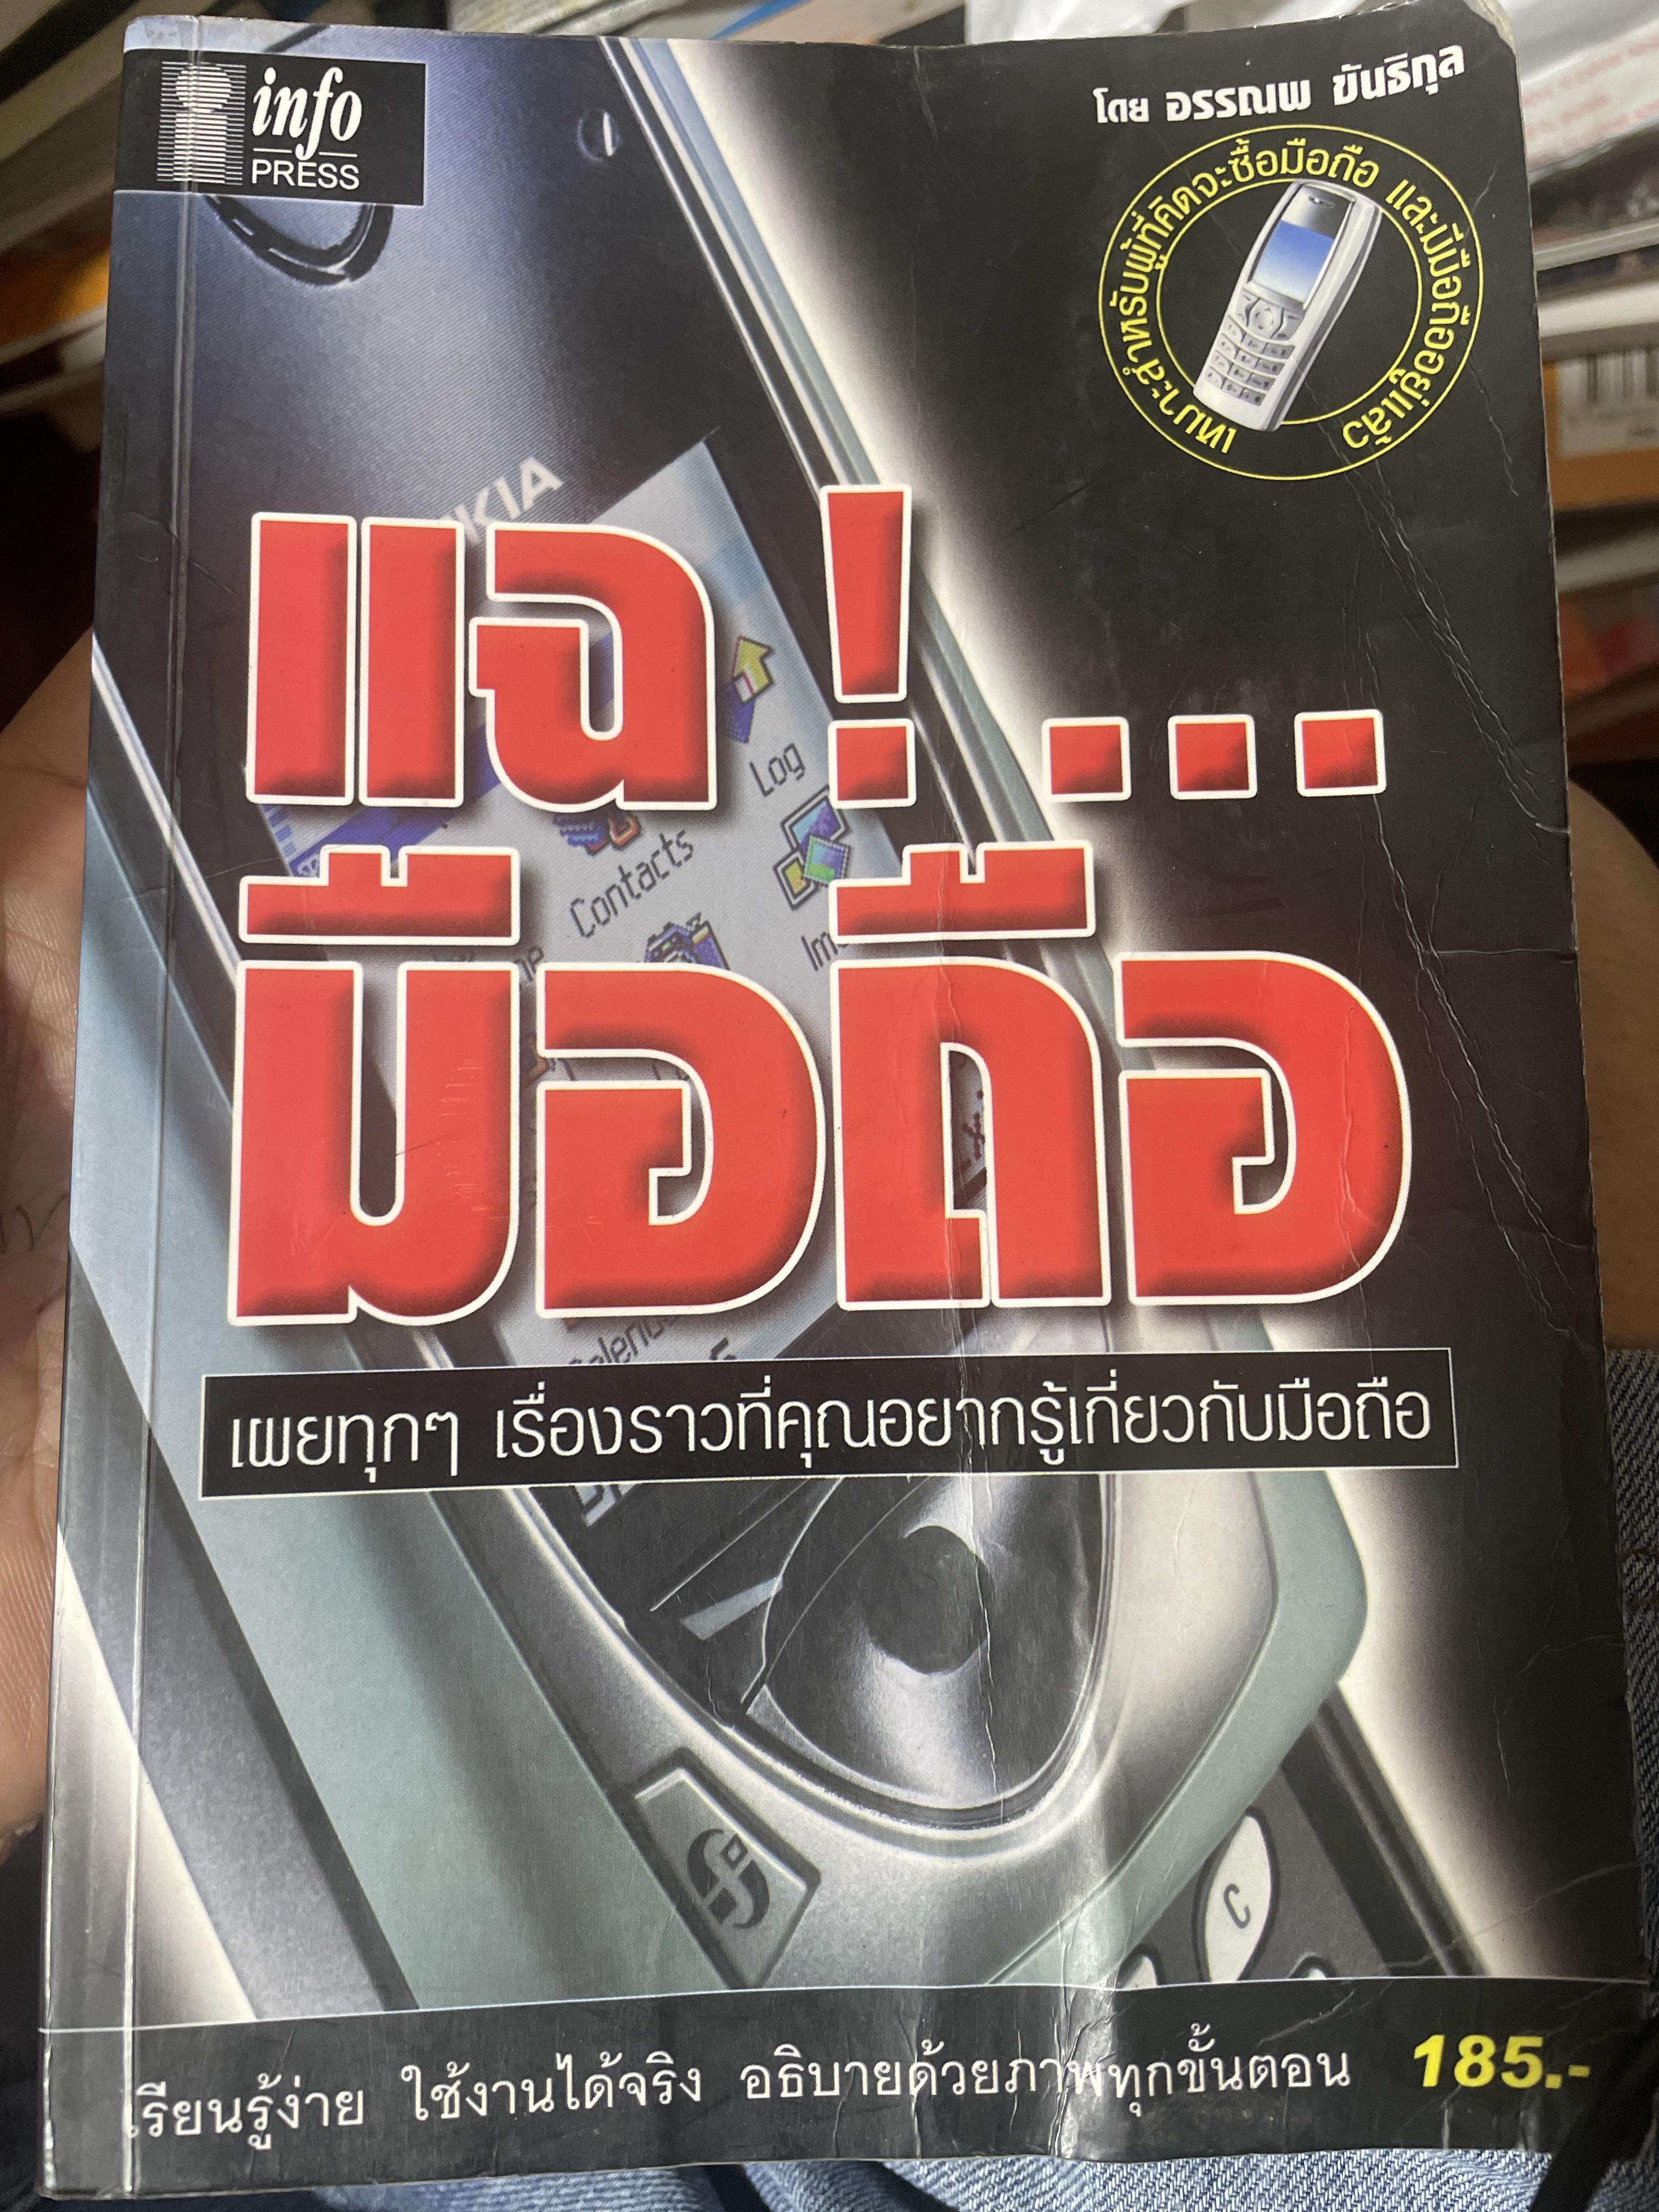 info
PRESS
โดย อรรณพ ขันธิกุล
เหมาะสำหรับผู้ที่คิดจะซื้อมือถือ และมีมือถืออยู่แล้ว
KIA
แฉ!...
Log
Contacts
มือถือ
เผยทุกๆ เรื่องราวที่คุณอยากรู้เกี่ยวกับมือถือ
C
เรียนรู้ง่าย ใช้งานได้จริง อธิบายด้วยภาพทุกขั้นตอน 185.-